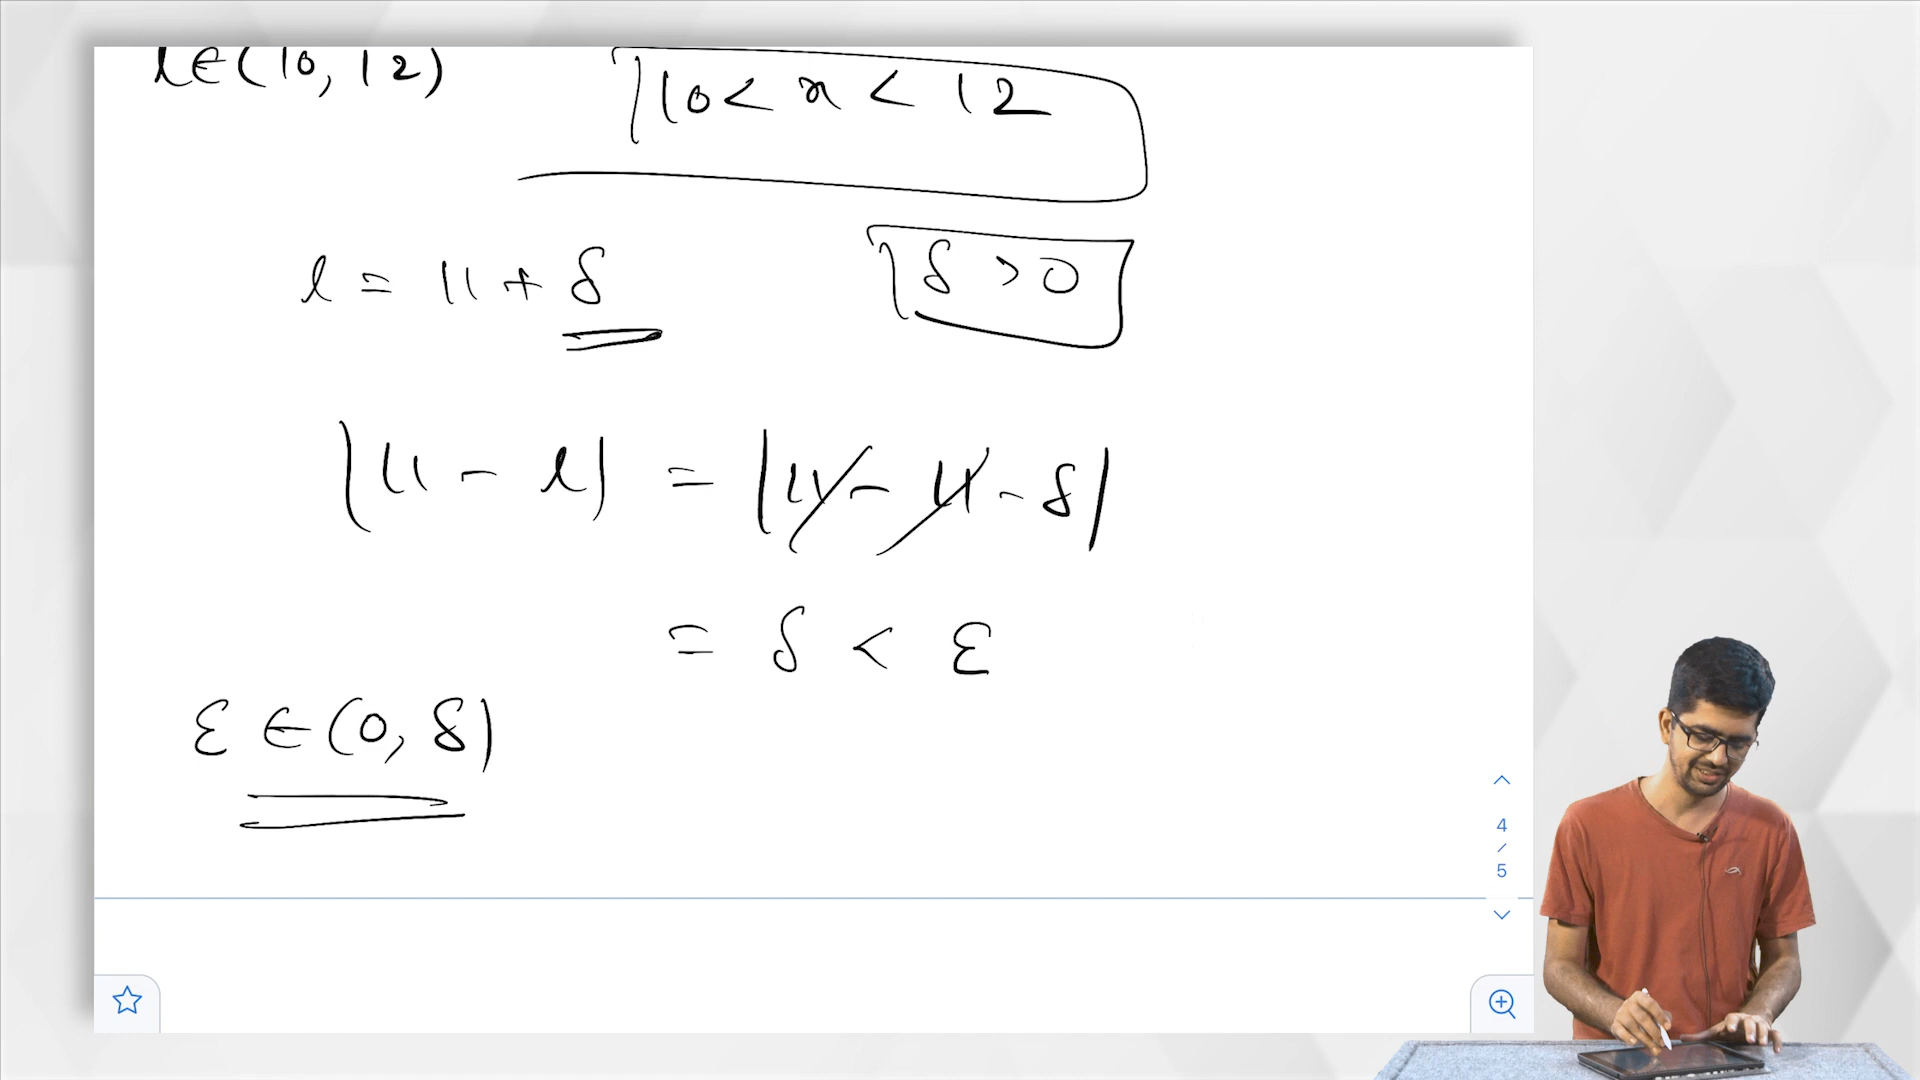 l ∈ (10, 12)
10 < x < 12
l = 11 + δ
δ > 0
|11 - l| = |11 - 11 - δ|
= δ < ε
ε ∈ (0, δ)
4
/
5